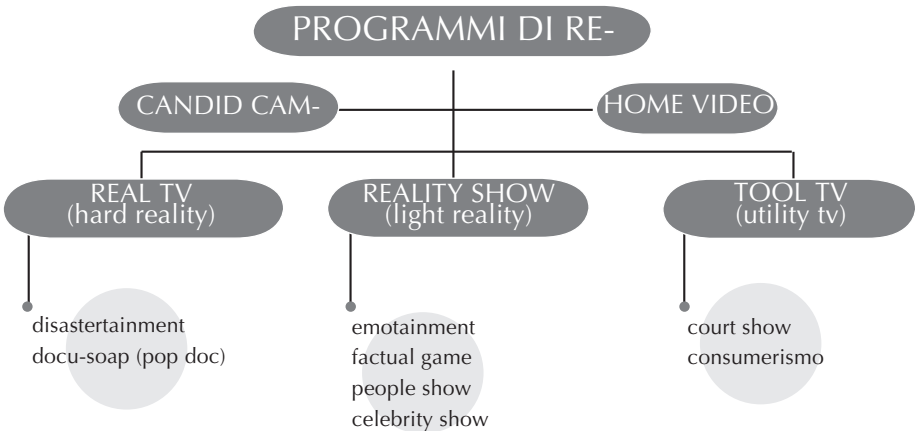 PROGRAMMI DI RE-
CANDID CAM-
HOME VIDEO
REAL TV
(hard reality)
REALITY SHOW
(light reality)
TOOL TV
(utility tv)
disastertainment
docu-soap (pop doc)
emotainment
factual game
people show
celebrity show
court show
consumerismo